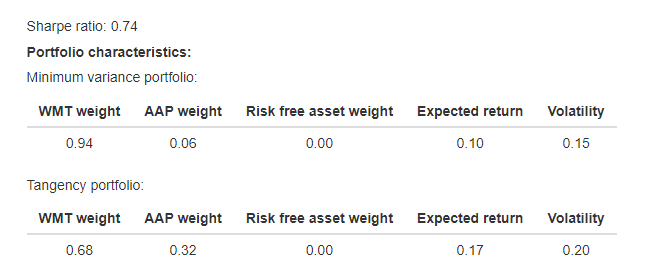 Sharpe ratio: 0.74
Portfolio characteristics:
Minimum variance portfolio:
WMT weight AAP weight Risk free asset weight Expected return Volatility
0.94 0.06 0.00 0.10 0.15
Tangency portfolio:
WMT weight AAP weight Risk free asset weight Expected return Volatility
0.68 0.32 0.00 0.17 0.20